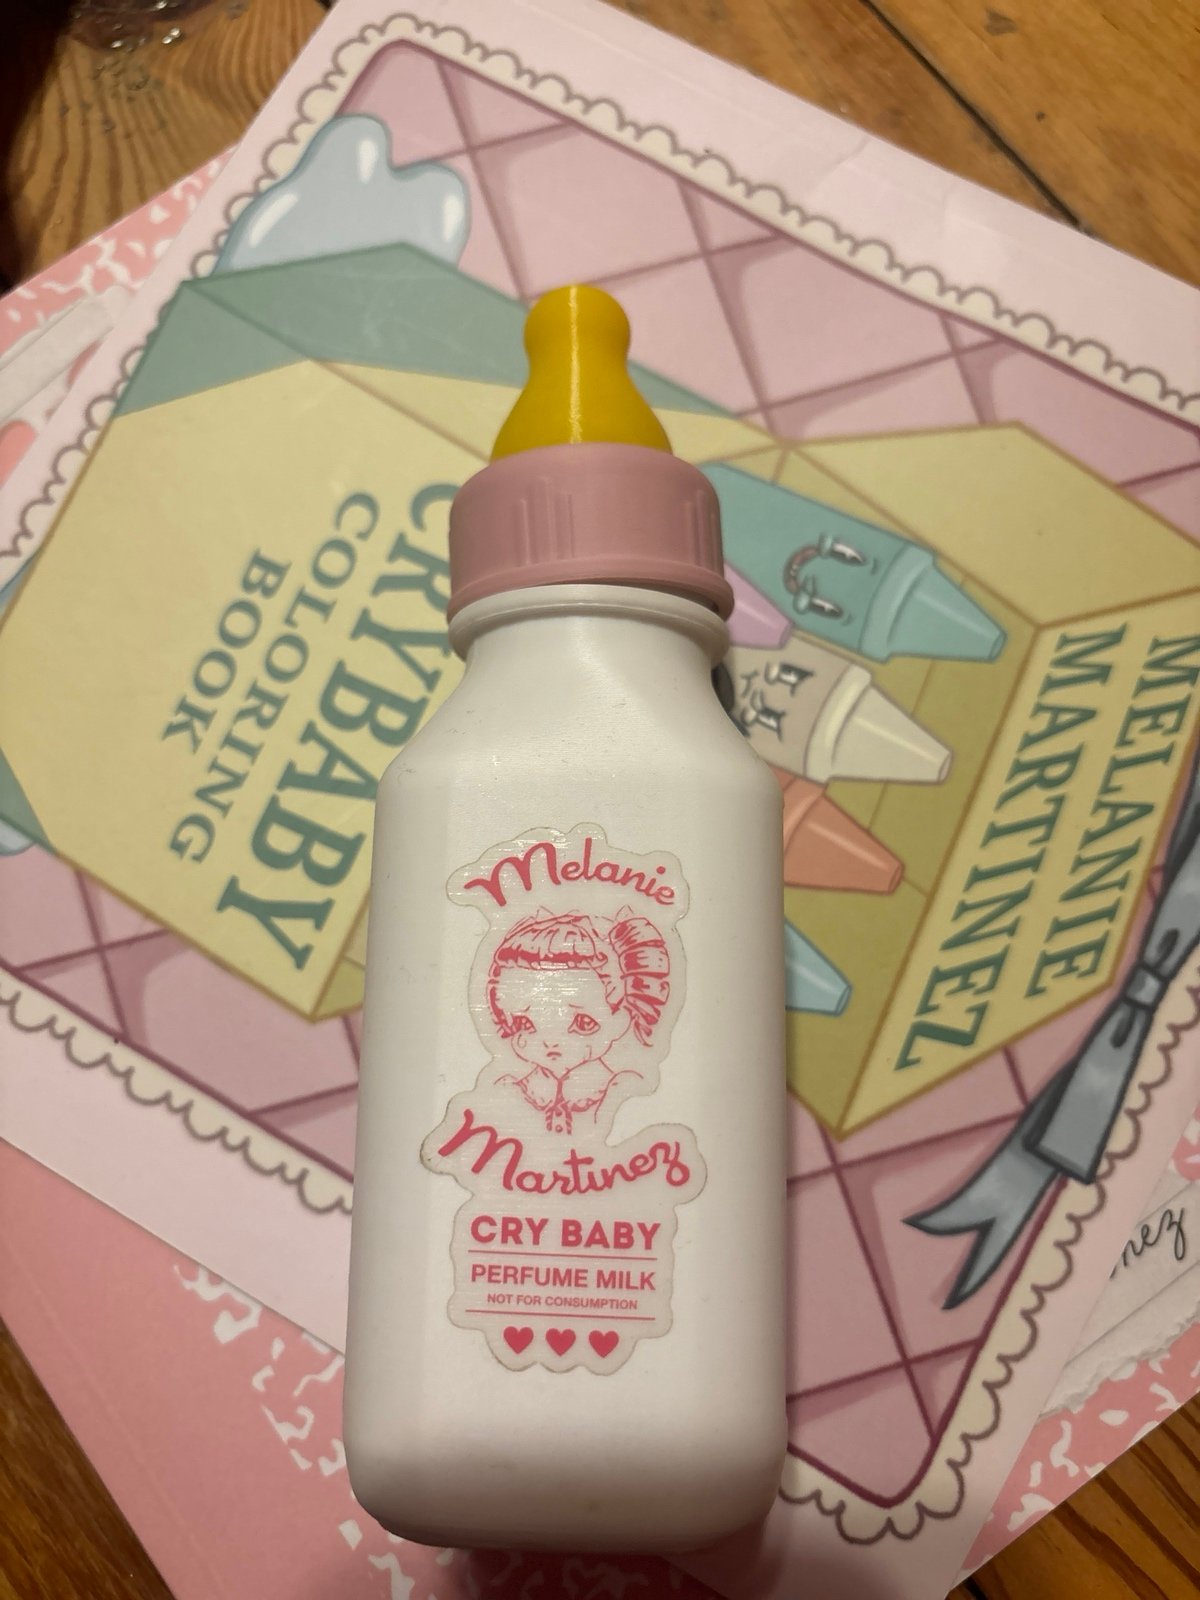 Melanie
Martinez
CRY BABY
PERFUME MILK
NOT FOR CONSUMPTION
CRYBABY
COLORING
BOOK
MELANIE
MARTINEZ